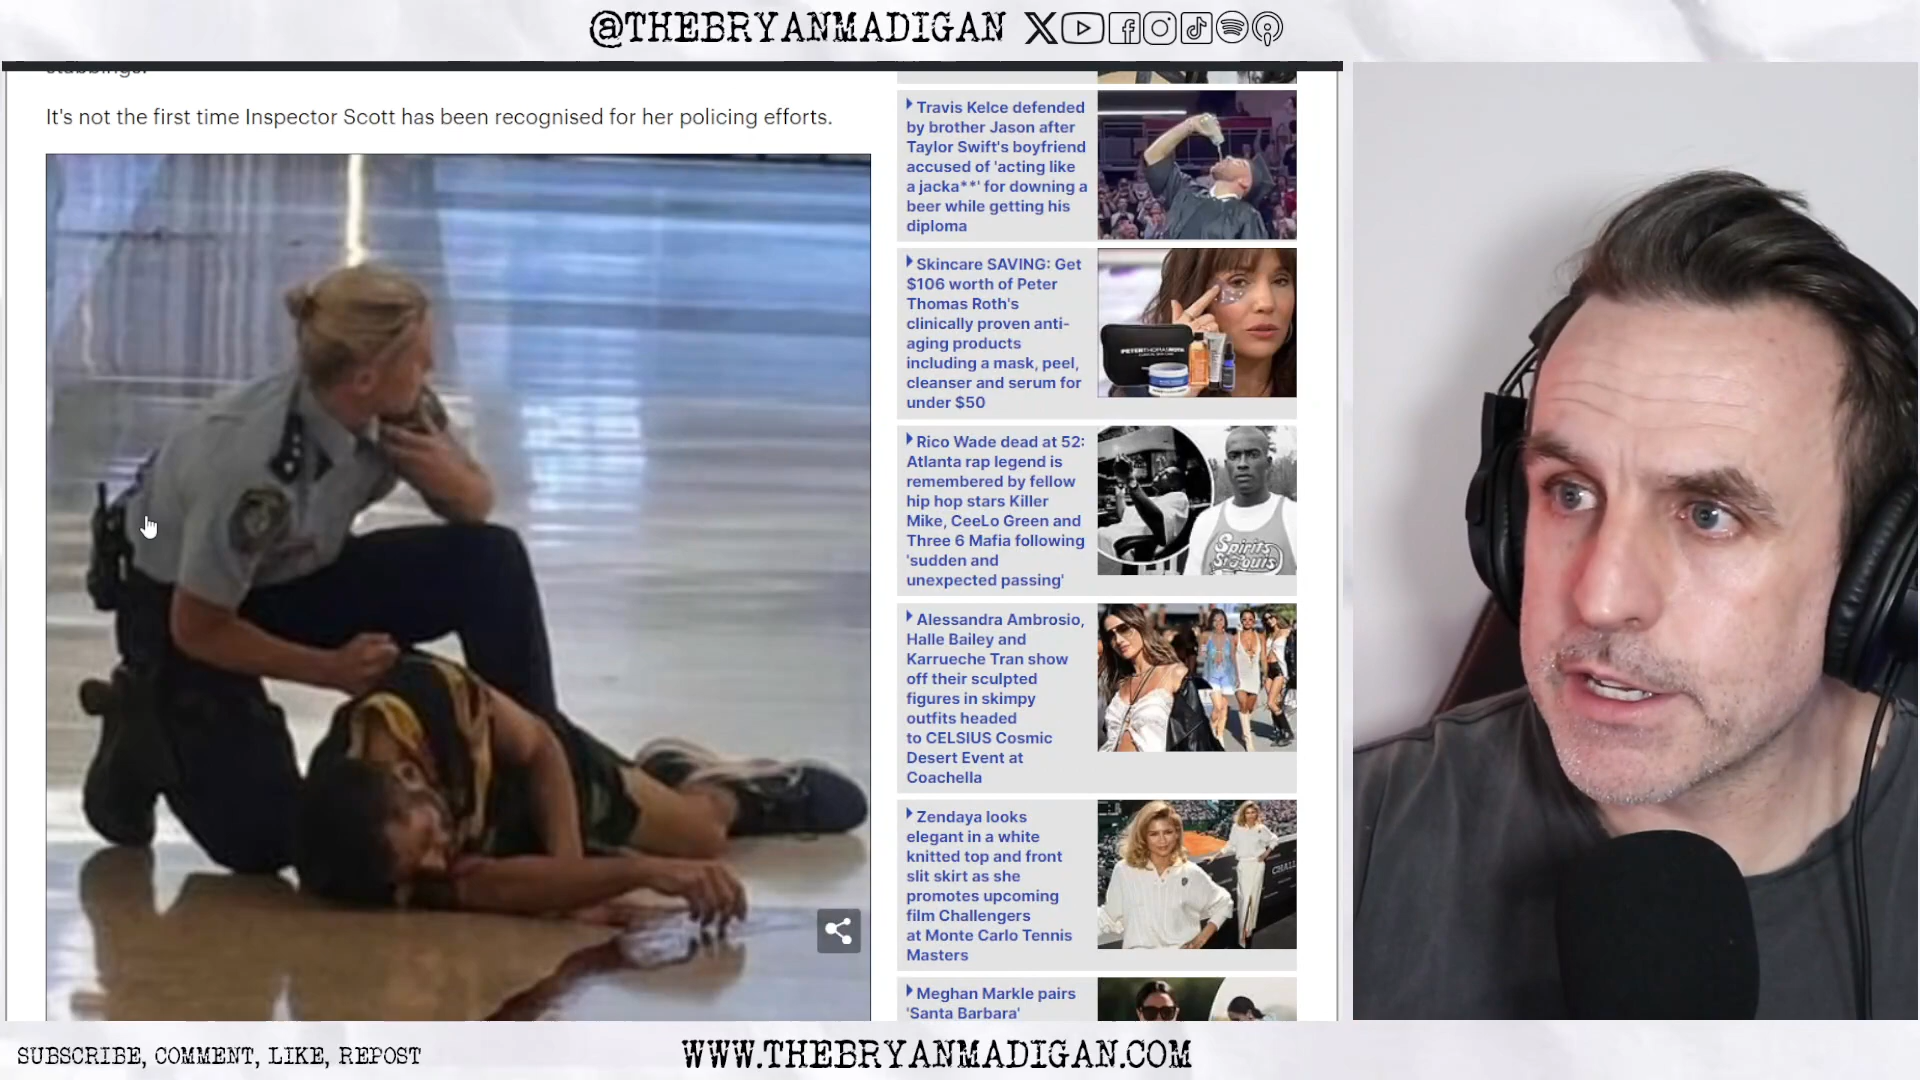 @THEBRYANMADIGAN
It's not the first time Inspector Scott has been recognised for her policing efforts.
Travis Kelce defended
by brother Jason after
Taylor Swift's boyfriend
accused of 'acting like
a jacka**' for downing a
beer while getting his
diploma
Skincare SAVING: Get
$106 worth of Peter
Thomas Roth's
clinically proven anti-
aging products
including a mask, peel,
cleanser and serum for
under $50
PETERTHOMASROTH
Rico Wade dead at 52:
Atlanta rap legend is
remembered by fellow
hip hop stars Killer
Mike, CeeLo Green and
Three 6 Mafia following
'sudden and
unexpected passing'
Spirits
Alessandra Ambrosio,
Halle Bailey and
Karrueche Tran show
off their sculpted
figures in skimpy
outfits headed
to CELSIUS Cosmic
Desert Event at
Coachella
Zendaya looks
elegant in a white
knitted top and front
slit skirt as she
promotes upcoming
film Challengers
at Monte Carlo Tennis
Masters
Meghan Markle pairs
'Santa Barbara'
SUBSCRIBE, COMMENT, LIKE, REPOST
WWW.THEBRYANMADIGAN.COM